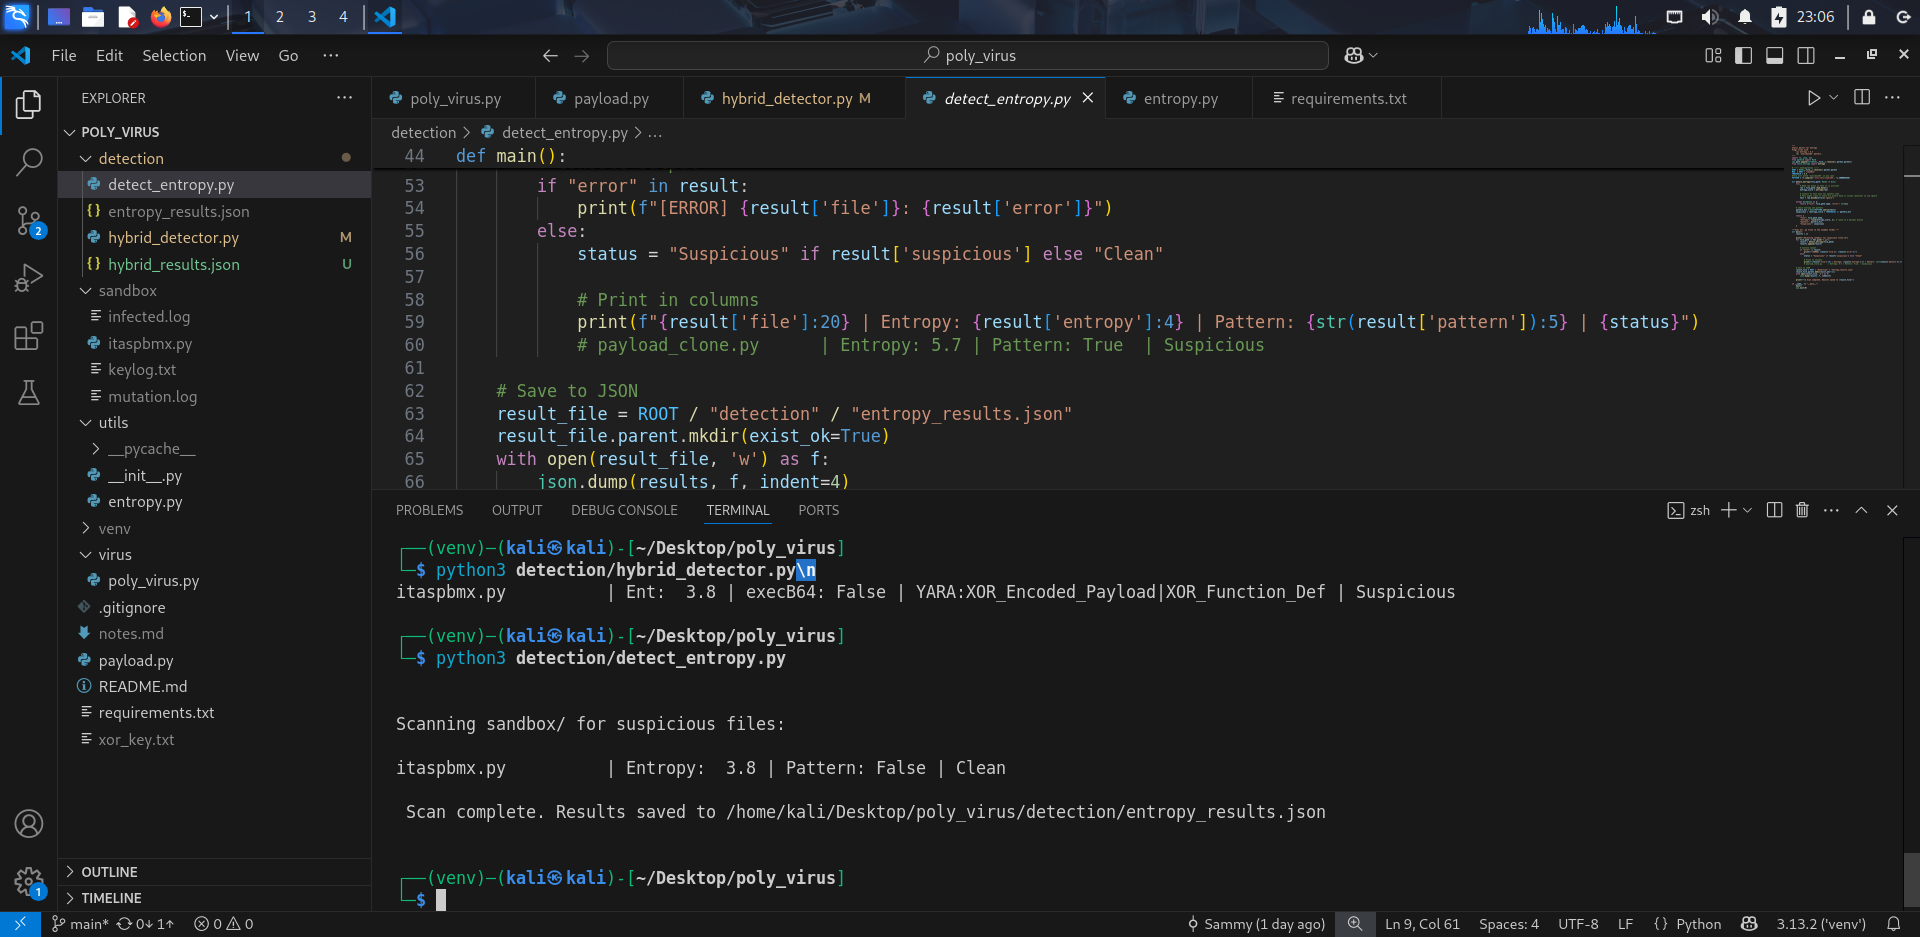 1 2 3 4 23:06
File Edit Selection View Go ··· poly_virus
EXPLORER ···
POLY_VIRUS
detection
detect_entropy.py
entropy_results.json
hybrid_detector.py M
hybrid_results.json U
sandbox
infected.log
itaspbmx.py
keylog.txt
mutation.log
utils
__pycache__
__init__.py
entropy.py
venv
virus
poly_virus.py
.gitignore
notes.md
payload.py
README.md
requirements.txt
xor_key.txt
OUTLINE
TIMELINE
2
1
poly_virus.py payload.py hybrid_detector.py M detect_entropy.py entropy.py requirements.txt
detection > detect_entropy.py > ...
44 def main():
53 if "error" in result:
54 print(f"[ERROR] {result['file']}: {result['error']}")
55 else:
56 status = "Suspicious" if result['suspicious'] else "Clean"
57
58 # Print in columns
59 print(f"{result['file']:20} | Entropy: {result['entropy']:4} | Pattern: {str(result['pattern']):5} | {status}")
60 # payload_clone.py      | Entropy: 5.7 | Pattern: True  | Suspicious
61
62 # Save to JSON
63 result_file = ROOT / "detection" / "entropy_results.json"
64 result_file.parent.mkdir(exist_ok=True)
65 with open(result_file, 'w') as f:
66 json.dump(results, f, indent=4)
PROBLEMS OUTPUT DEBUG CONSOLE TERMINAL PORTS zsh
┌──(venv)─(kali㉿kali)-[~/Desktop/poly_virus]
└─$ python3 detection/hybrid_detector.py\n
itaspbmx.py          | Ent:  3.8 | execB64: False | YARA:XOR_Encoded_Payload|XOR_Function_Def | Suspicious
┌──(venv)─(kali㉿kali)-[~/Desktop/poly_virus]
└─$ python3 detection/detect_entropy.py
Scanning sandbox/ for suspicious files:
itaspbmx.py          | Entropy:  3.8 | Pattern: False | Clean
Scan complete. Results saved to /home/kali/Desktop/poly_virus/detection/entropy_results.json
┌──(venv)─(kali㉿kali)-[~/Desktop/poly_virus]
└─$
main* 0↓ 1↑ 0 0 Sammy (1 day ago) Ln 9, Col 61 Spaces: 4 UTF-8 LF {} Python 3.13.2 ('venv')